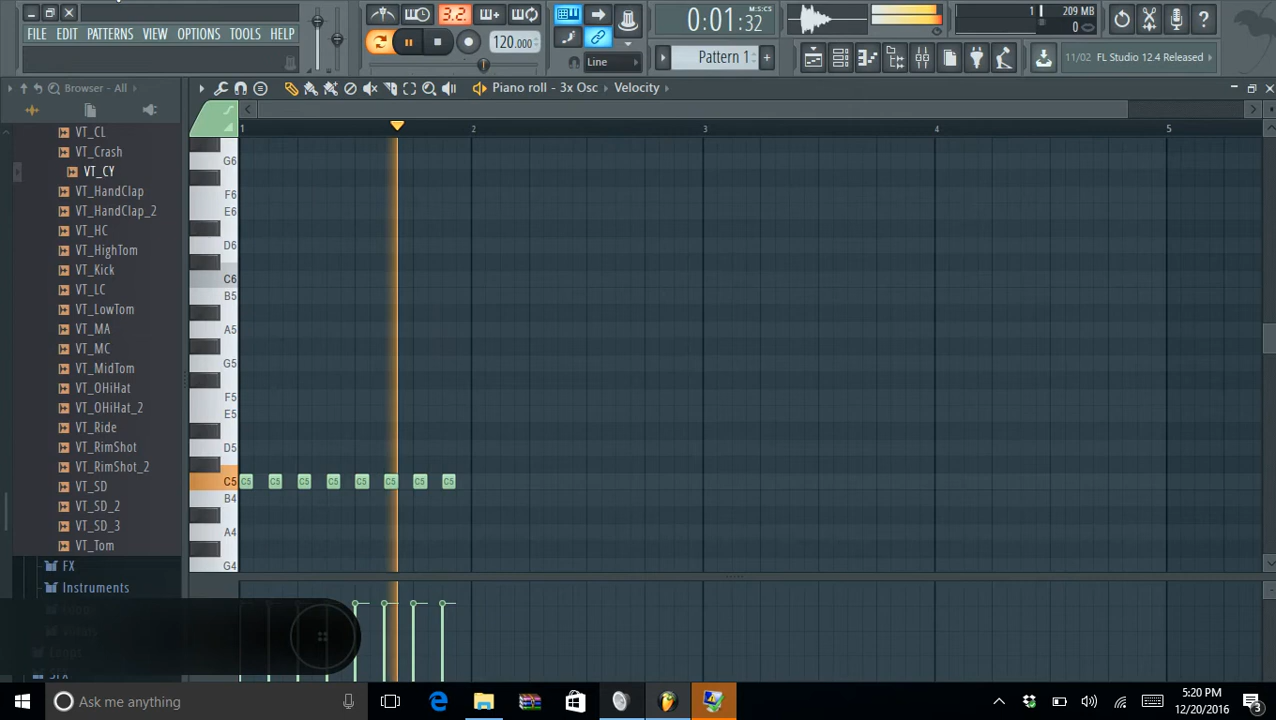 FILE EDIT PATTERNS VIEW OPTIONS TOOLS HELP
3.2.
120.000
Line
0:01:32
M:S:CS
Pattern 1
1 209 MB
0
11/02 FL Studio 12.4 Released
Browser - All
Piano roll - 3x Osc Velocity
VT_CL
VT_Crash
VT_CY
VT_HandClap
VT_HandClap_2
VT_HC
VT_HighTom
VT_Kick
VT_LC
VT_LowTom
VT_MA
VT_MC
VT_MidTom
VT_OHiHat
VT_OHiHat_2
VT_Ride
VT_RimShot
VT_RimShot_2
VT_SD
VT_SD_2
VT_SD_3
VT_Tom
FX
Instruments
1 2 3 4 5
G6
F6
E6
D6
C6
B5
A5
G5
F5
E5
D5
C5 C5 C5 C5 C5 C5 C5 C5 C5
B4
A4
G4
Ask me anything
5:20 PM
12/20/2016
3